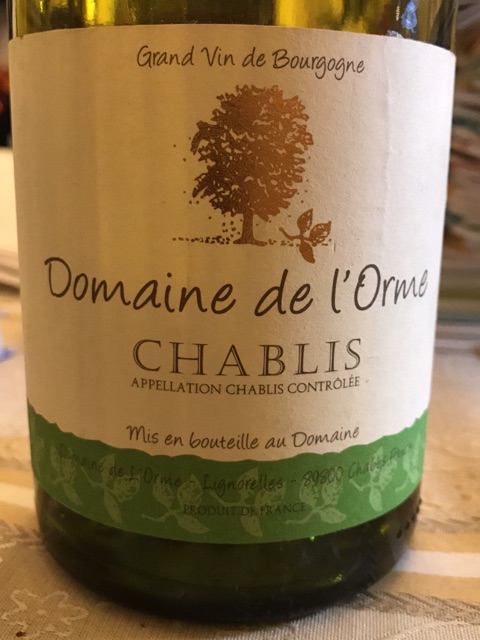 Grand Vin de Bourgogne
Domaine de l'Orme
CHABLIS
APPELLATION CHABLIS CONTRÔLÉE
Mis en bouteille au Domaine
Domaine de L'Orme - Lignorelles - 89800 Chablis
PRODUIT DE FRANCE